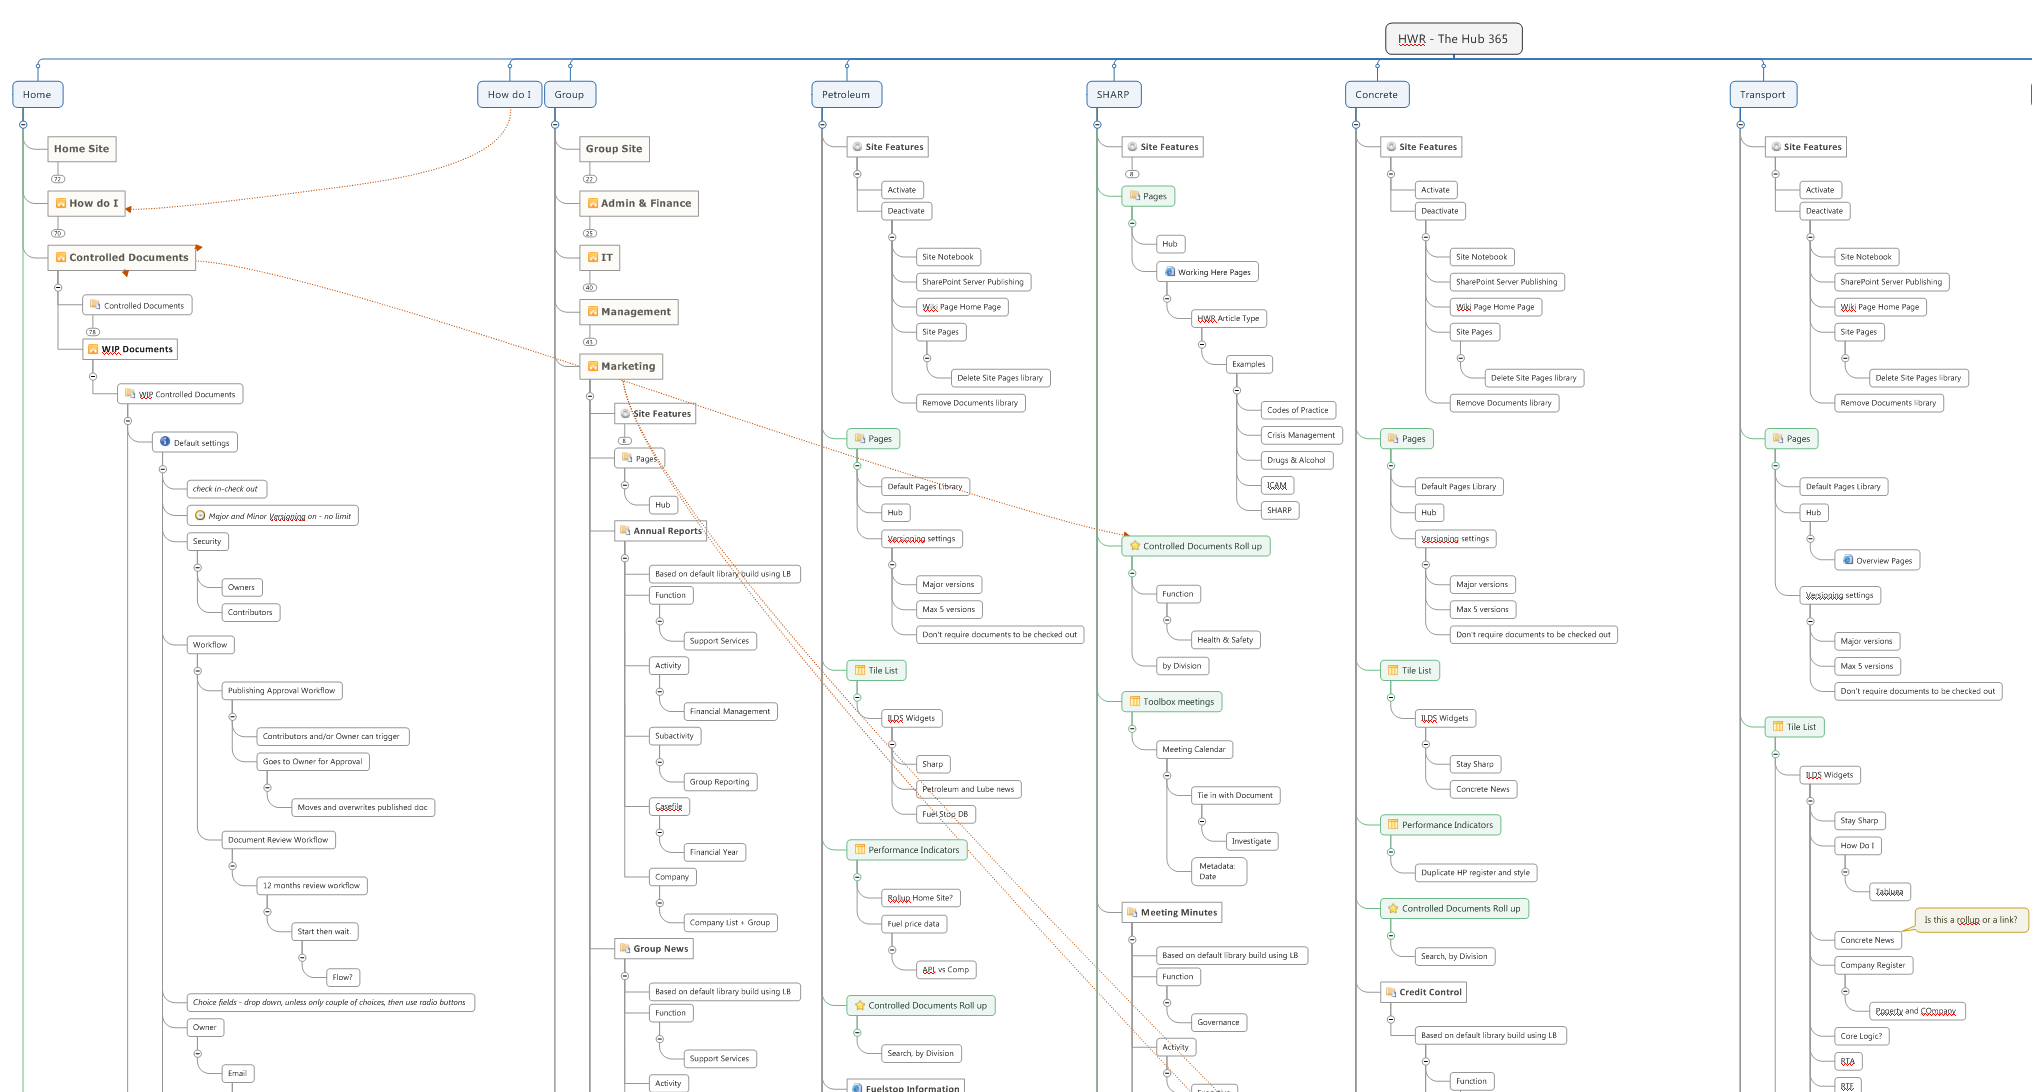 HWR - The Hub 365
Home
How do I
Group
Petroleum
SHARP
Concrete
Transport
Home Site
72
How do I
70
Controlled Documents
Controlled Documents
78
WIP Documents
WIP Controlled Documents
Default settings
check in-check out
Major and Minor Versioning on - no limit
Security
Owners
Contributors
Workflow
Publishing Approval Workflow
Contributors and/or Owner can trigger
Goes to Owner for Approval
Moves and overwrites published doc
Document Review Workflow
12 months review workflow
Start then wait.
Flow?
Choice fields - drop down, unless only couple of choices, then use radio buttons
Owner
Email
Group Site
22
Admin & Finance
25
IT
40
Management
41
Marketing
Site Features
8
Pages
Hub
Annual Reports
Based on default library build using LB
Function
Support Services
Activity
Financial Management
Subactivity
Group Reporting
Casefile
Financial Year
Company
Company List + Group
Group News
Based on default library build using LB
Function
Support Services
Activity
Site Features
Activate
Deactivate
Site Notebook
SharePoint Server Publishing
Wiki Page Home Page
Site Pages
Delete Site Pages library
Remove Documents library
Pages
Default Pages Library
Hub
Versioning settings
Major versions
Max 5 versions
Don't require documents to be checked out
Tile List
ILDS Widgets
Sharp
Petroleum and Lube news
Fuel Stop DB
Performance Indicators
Rollup Home Site?
Fuel price data
API vs Comp
Controlled Documents Roll up
Search, by Division
Fuelstop Information
Site Features
8
Pages
Hub
Working Here Pages
HWR Article Type
Examples
Codes of Practice
Crisis Management
Drugs & Alcohol
ICAM
SHARP
Controlled Documents Roll up
Function
Health & Safety
by Division
Toolbox meetings
Meeting Calendar
Tie in with Document
Investigate
Metadata:
Date
Meeting Minutes
Based on default library build using LB
Function
Governance
Activity
Site Features
Activate
Deactivate
Site Notebook
SharePoint Server Publishing
Wiki Page Home Page
Site Pages
Delete Site Pages library
Remove Documents library
Pages
Default Pages Library
Hub
Versioning settings
Major versions
Max 5 versions
Don't require documents to be checked out
Tile List
ILDS Widgets
Stay Sharp
Concrete News
Performance Indicators
Duplicate HP register and style
Controlled Documents Roll up
Search, by Division
Credit Control
Based on default library build using LB
Function
Site Features
Activate
Deactivate
Site Notebook
SharePoint Server Publishing
Wiki Page Home Page
Site Pages
Delete Site Pages library
Remove Documents library
Pages
Default Pages Library
Hub
Overview Pages
Versioning settings
Major versions
Max 5 versions
Don't require documents to be checked out
Tile List
ILDS Widgets
Stay Sharp
How Do I
Tabluea
Is this a rollup or a link?
Concrete News
Company Register
Poperty and COmpany
Core Logic?
RTA
RTF